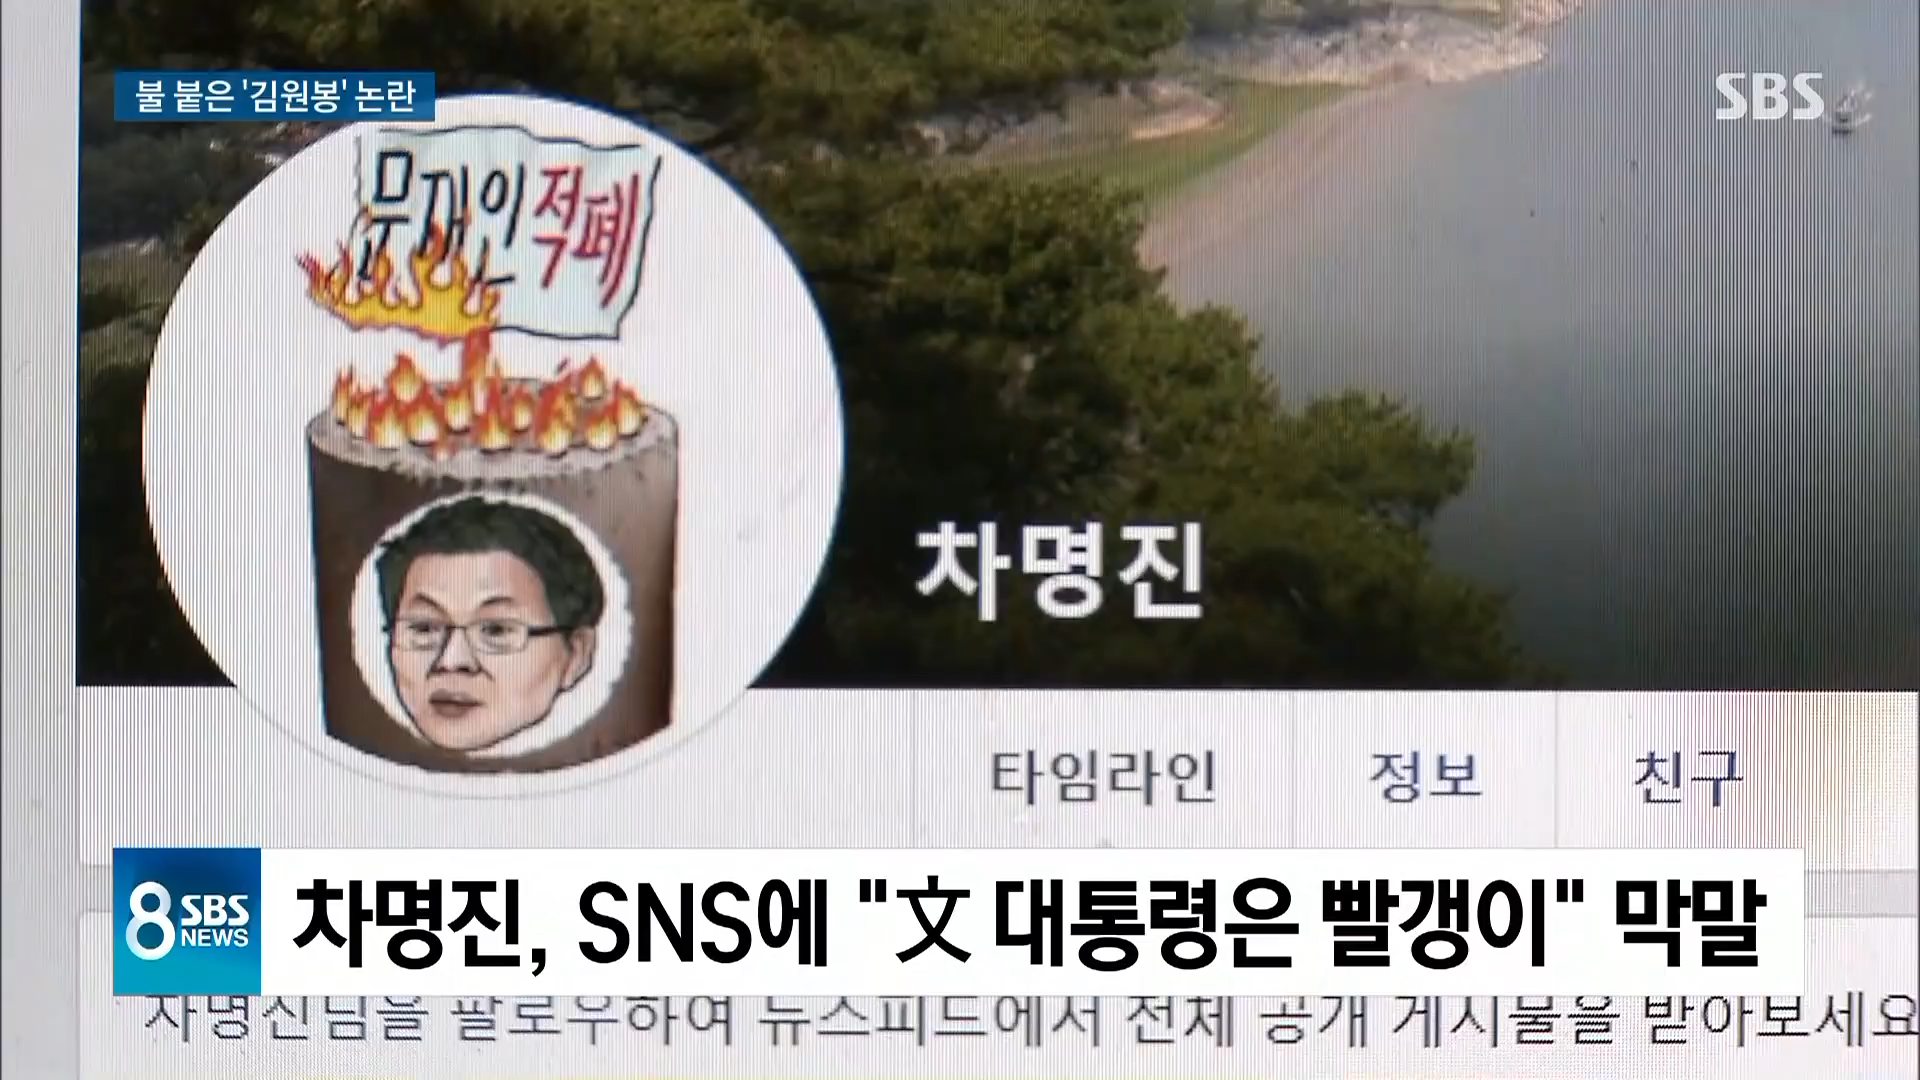 불 붙은 '김원봉' 논란
SBS
문재인 적폐
차명진
타임라인 정보 친구
8 SBS NEWS
차명진, SNS에 "文 대통령은 빨갱이" 막말
차명진님을 팔로우하여 뉴스피드에서 전체 공개 게시물을 받아보세요